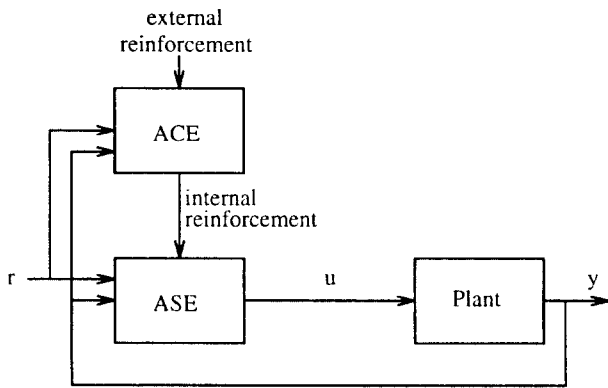 external
reinforcement
ACE
internal
reinforcement
r
ASE
u
Plant
y